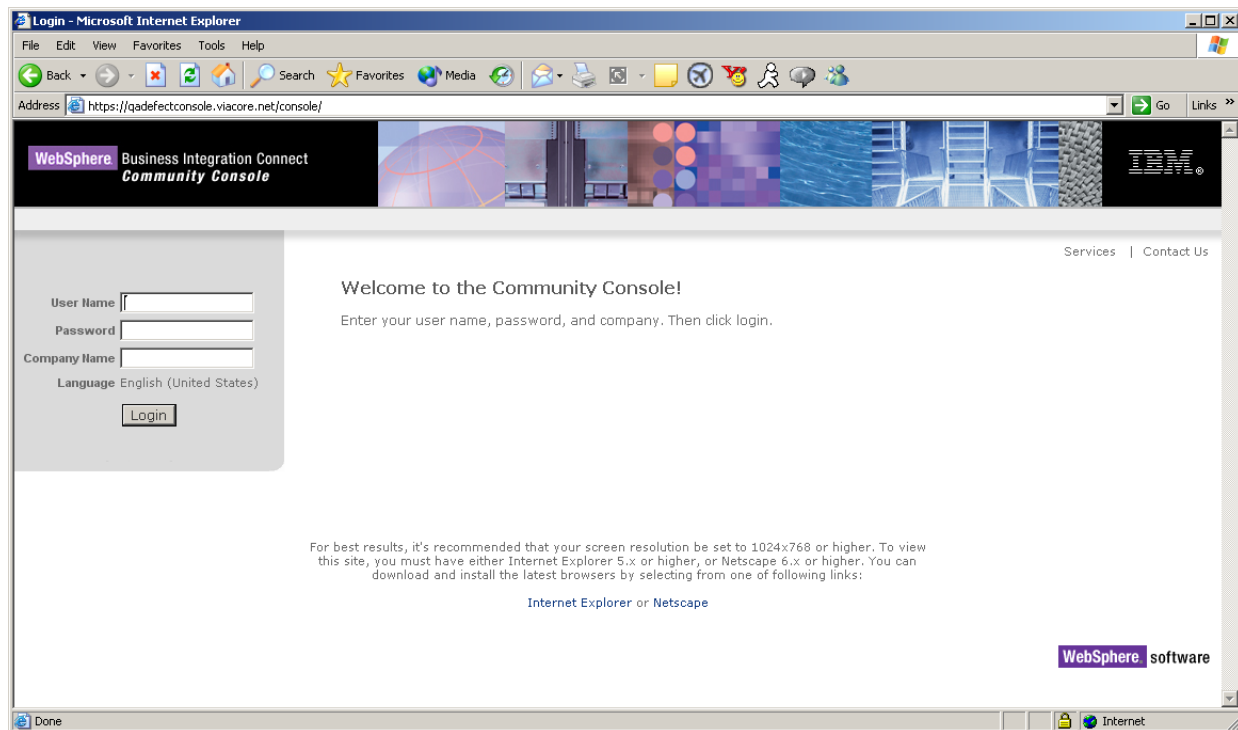 Login - Microsoft Internet Explorer
File Edit View Favorites Tools Help
Back Search Favorites Media
Address https://qadefectconsole.viacore.net/console/ Go Links »
WebSphere. Business Integration Connect
Community Console
IBM®
Services | Contact Us
Welcome to the Community Console!
Enter your user name, password, and company. Then click login.
User Name
Password
Company Name
Language English (United States)
Login
For best results, it's recommended that your screen resolution be set to 1024x768 or higher. To view
this site, you must have either Internet Explorer 5.x or higher, or Netscape 6.x or higher. You can
download and install the latest browsers by selecting from one of following links:
Internet Explorer or Netscape
WebSphere. software
Done Internet